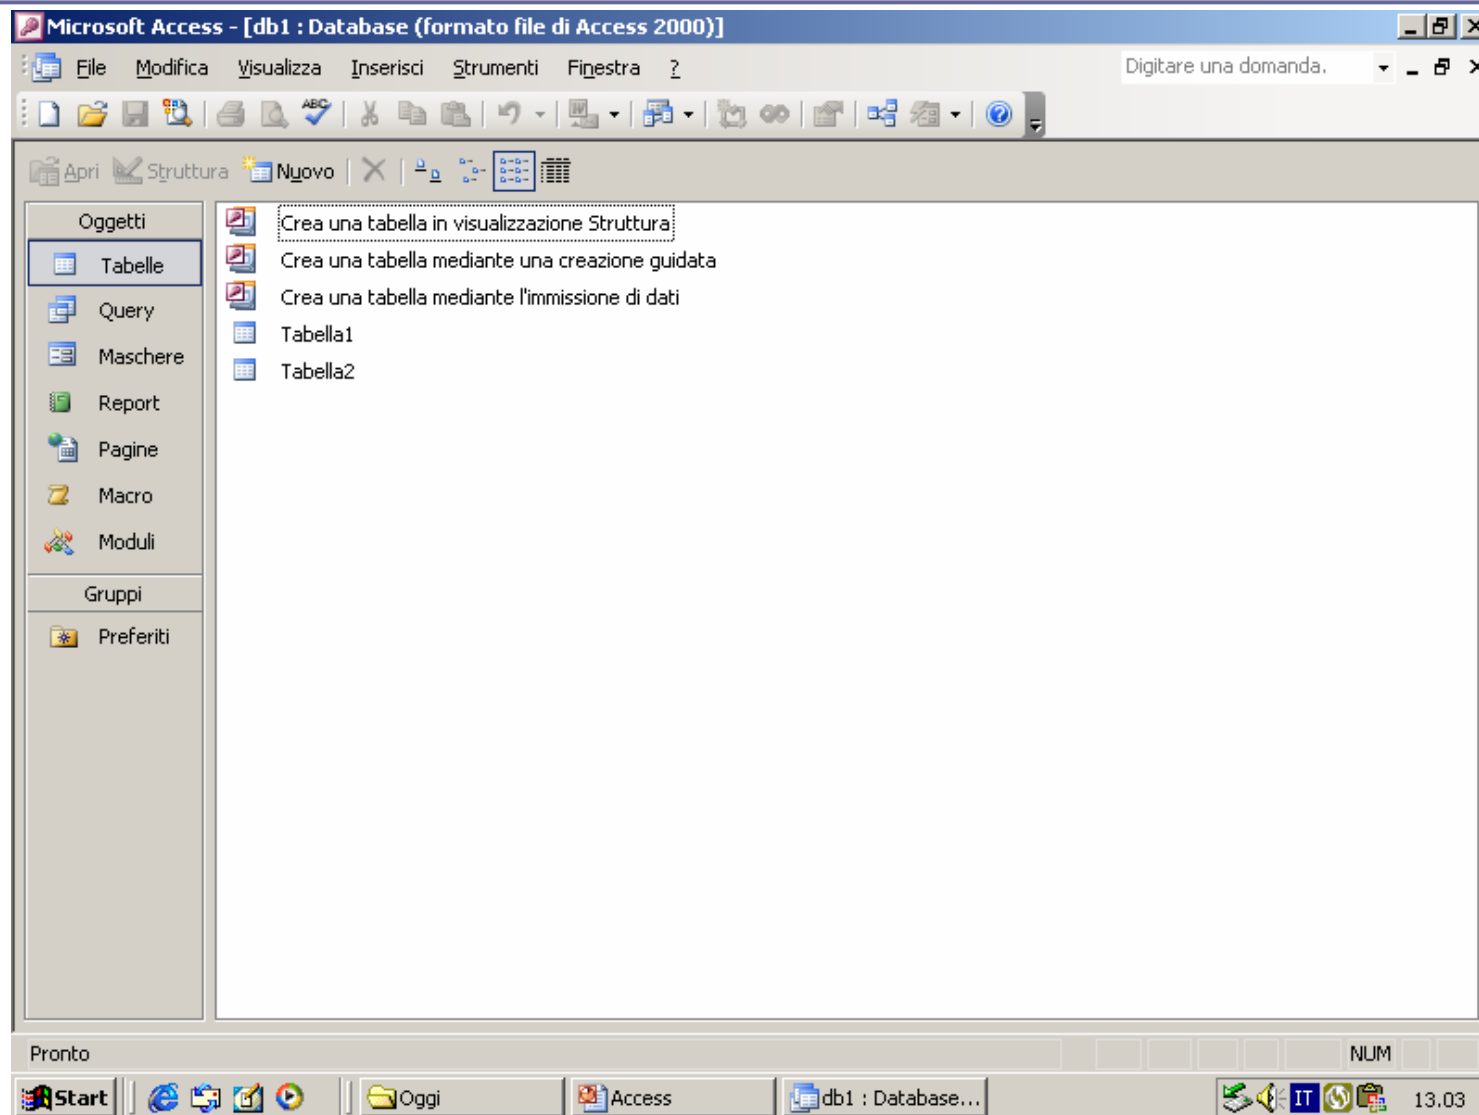 Microsoft Access - [db1 : Database (formato file di Access 2000)]
File Modifica Visualizza Inserisci Strumenti Finestra ? Digitare una domanda.
Apri Struttura Nuovo
Oggetti
Tabelle
Query
Maschere
Report
Pagine
Macro
Moduli
Gruppi
Preferiti
Crea una tabella in visualizzazione Struttura
Crea una tabella mediante una creazione guidata
Crea una tabella mediante l'immissione di dati
Tabella1
Tabella2
Pronto NUM
Start Oggi Access db1 : Database... IT 13.03